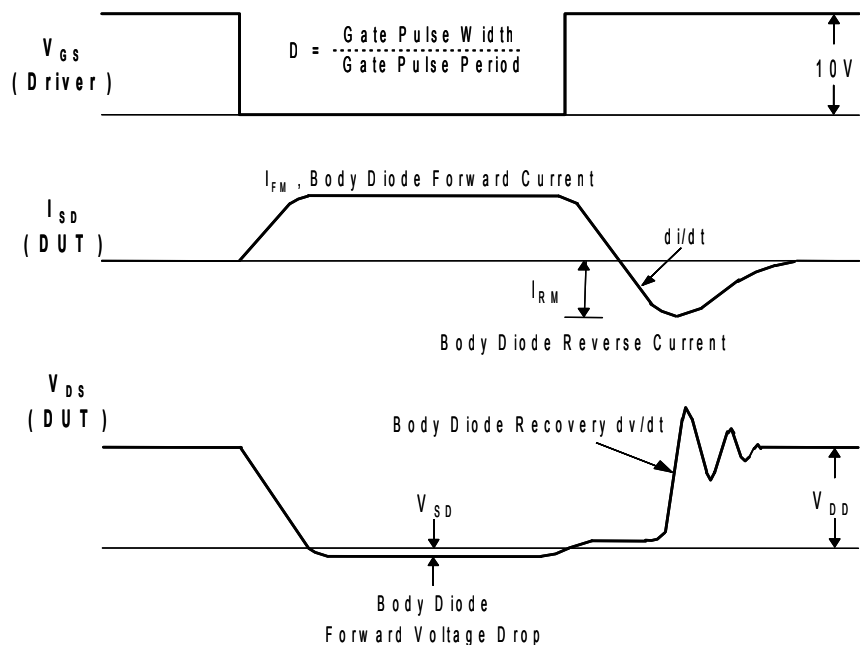 V GS
( Driver )
D = Gate Pulse Width
Gate Pulse Period
10V
I FM , Body Diode Forward Current
I SD
( DUT )
di/dt
I RM
Body Diode Reverse Current
V DS
( DUT )
Body Diode Recovery dv/dt
V SD
V DD
Body Diode
Forward Voltage Drop